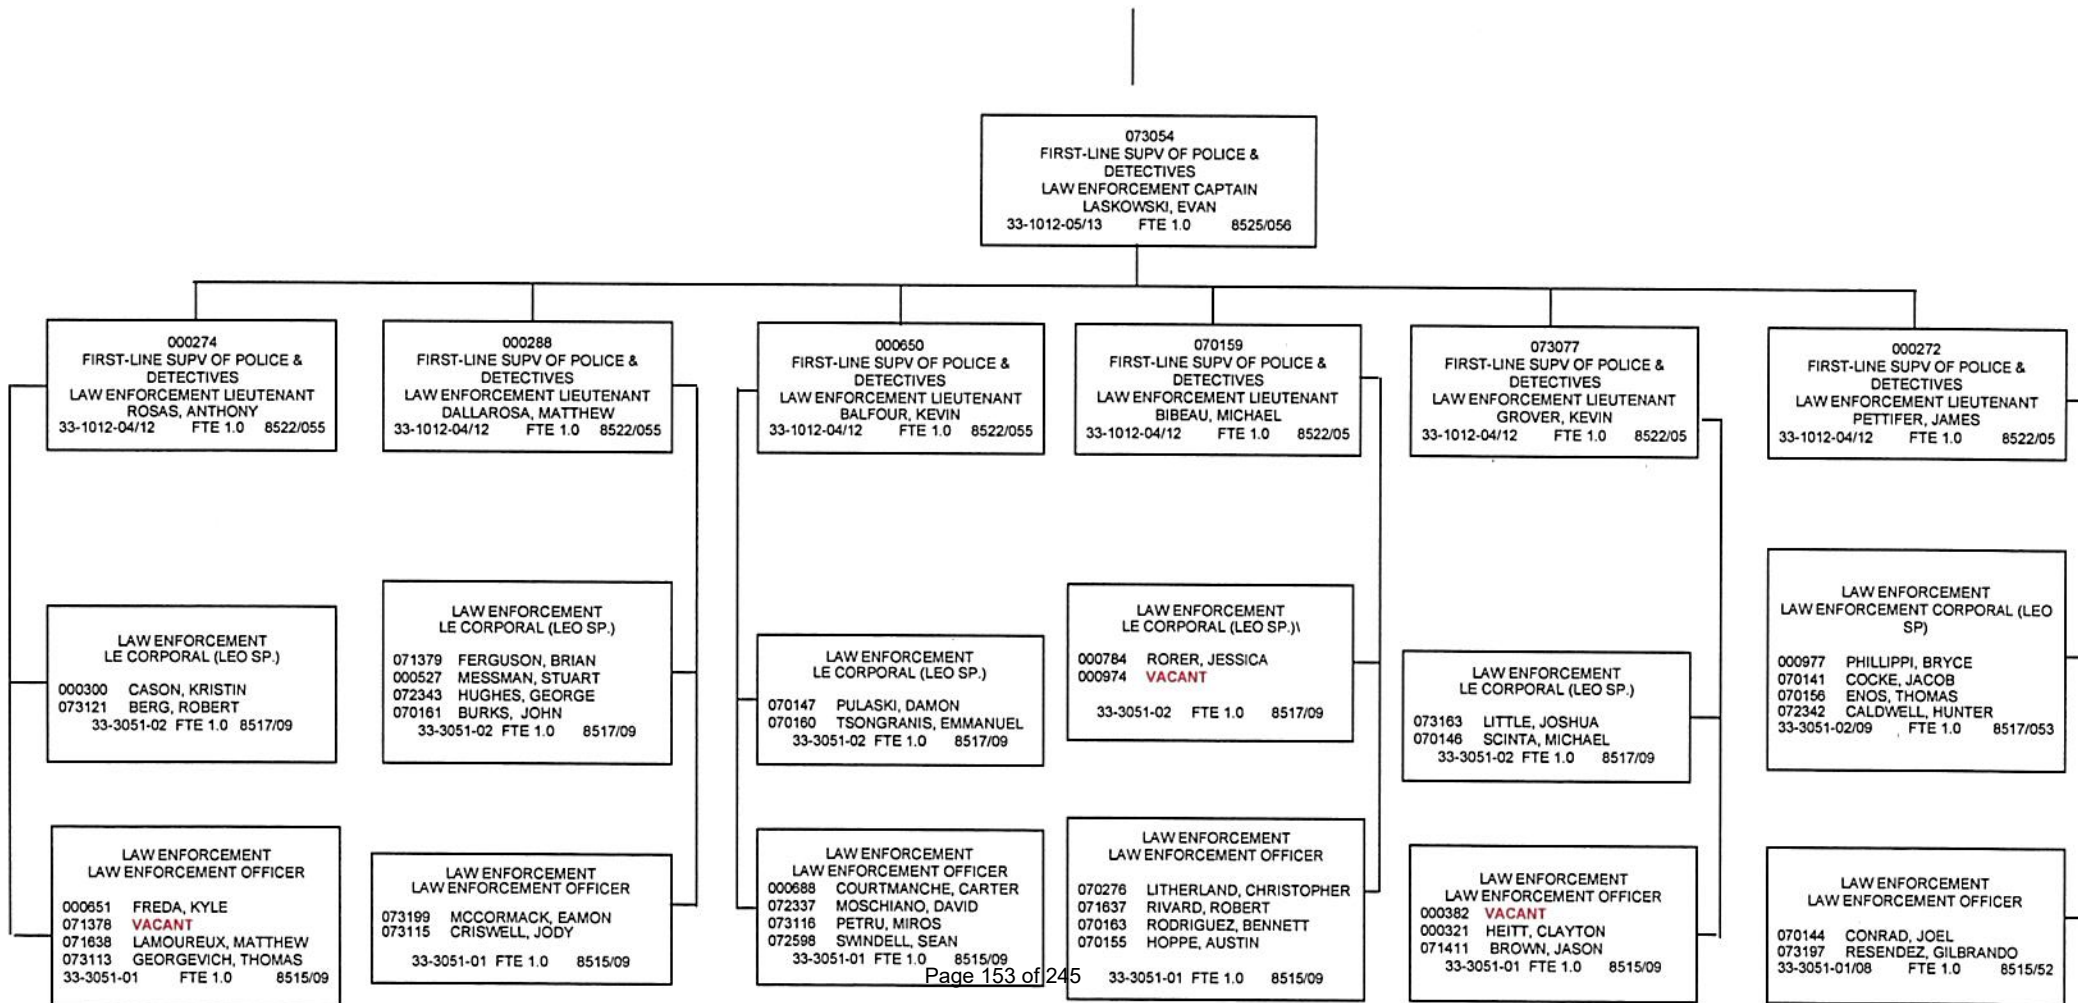 073054
FIRST-LINE SUPV OF POLICE &
DETECTIVES
LAW ENFORCEMENT CAPTAIN
LASKOWSKI, EVAN
33-1012-05/13 FTE 1.0 8525/056
000274
FIRST-LINE SUPV OF POLICE &
DETECTIVES
LAW ENFORCEMENT LIEUTENANT
ROSAS, ANTHONY
33-1012-04/12 FTE 1.0 8522/055
000288
FIRST-LINE SUPV OF POLICE &
DETECTIVES
LAW ENFORCEMENT LIEUTENANT
DALLAROSA, MATTHEW
33-1012-04/12 FTE 1.0 8522/055
000650
FIRST-LINE SUPV OF POLICE &
DETECTIVES
LAW ENFORCEMENT LIEUTENANT
BALFOUR, KEVIN
33-1012-04/12 FTE 1.0 8522/055
070159
FIRST-LINE SUPV OF POLICE &
DETECTIVES
LAW ENFORCEMENT LIEUTENANT
BIBEAU, MICHAEL
33-1012-04/12 FTE 1.0 8522/05
073077
FIRST-LINE SUPV OF POLICE &
DETECTIVES
LAW ENFORCEMENT LIEUTENANT
GROVER, KEVIN
33-1012-04/12 FTE 1.0 8522/05
000272
FIRST-LINE SUPV OF POLICE &
DETECTIVES
LAW ENFORCEMENT LIEUTENANT
PETTIFER, JAMES
33-1012-04/12 FTE 1.0 8522/05
LAW ENFORCEMENT
LE CORPORAL (LEO SP.)
000300 CASON, KRISTIN
073121 BERG, ROBERT
33-3051-02 FTE 1.0 8517/09
LAW ENFORCEMENT
LE CORPORAL (LEO SP.)
071379 FERGUSON, BRIAN
000527 MESSMAN, STUART
072343 HUGHES, GEORGE
070161 BURKS, JOHN
33-3051-02 FTE 1.0 8517/09
LAW ENFORCEMENT
LE CORPORAL (LEO SP.)
070147 PULASKI, DAMON
070160 TSONGRANIS, EMMANUEL
33-3051-02 FTE 1.0 8517/09
LAW ENFORCEMENT
LE CORPORAL (LEO SP.)\
000784 RORER, JESSICA
000974 VACANT
33-3051-02 FTE 1.0 8517/09
LAW ENFORCEMENT
LE CORPORAL (LEO SP.)
073163 LITTLE, JOSHUA
070146 SCINTA, MICHAEL
33-3051-02 FTE 1.0 8517/09
LAW ENFORCEMENT
LAW ENFORCEMENT CORPORAL (LEO
SP)
000977 PHILLIPPI, BRYCE
070141 COCKE, JACOB
070156 ENOS, THOMAS
072342 CALDWELL, HUNTER
33-3051-02/09 FTE 1.0 8517/053
LAW ENFORCEMENT
LAW ENFORCEMENT OFFICER
000651 FREDA, KYLE
071378 VACANT
071638 LAMOUREUX, MATTHEW
073113 GEORGEVICH, THOMAS
33-3051-01 FTE 1.0 8515/09
LAW ENFORCEMENT
LAW ENFORCEMENT OFFICER
073199 MCCORMACK, EAMON
073115 CRISWELL, JODY
33-3051-01 FTE 1.0 8515/09
LAW ENFORCEMENT
LAW ENFORCEMENT OFFICER
000688 COURTMANCHE, CARTER
072337 MOSCHIANO, DAVID
073116 PETRU, MIROS
072598 SWINDELL, SEAN
33-3051-01 FTE 1.0 8515/09
LAW ENFORCEMENT
LAW ENFORCEMENT OFFICER
070276 LITHERLAND, CHRISTOPHER
071637 RIVARD, ROBERT
070163 RODRIGUEZ, BENNETT
070155 HOPPE, AUSTIN
33-3051-01 FTE 1.0 8515/09
LAW ENFORCEMENT
LAW ENFORCEMENT OFFICER
000382 VACANT
000321 HEITT, CLAYTON
071411 BROWN, JASON
33-3051-01 FTE 1.0 8515/09
LAW ENFORCEMENT
LAW ENFORCEMENT OFFICER
070144 CONRAD, JOEL
073197 RESENDEZ, GILBRANDO
33-3051-01/08 FTE 1.0 8515/52
Page 153 of 245